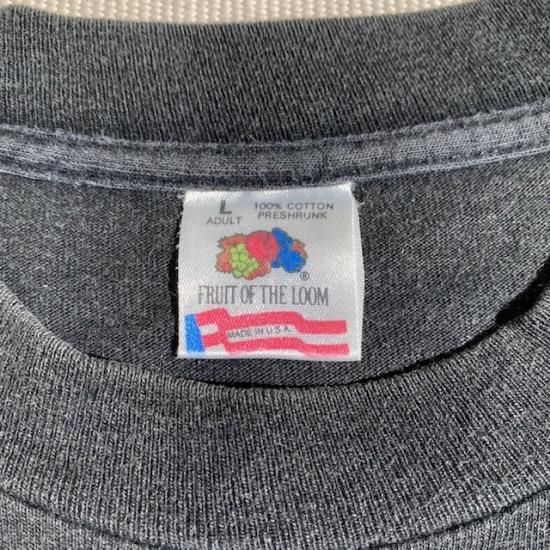 L 100% COTTON
ADULT PRESHRUNK
®
FRUIT OF THE LOOM
MADE IN U.S.A.